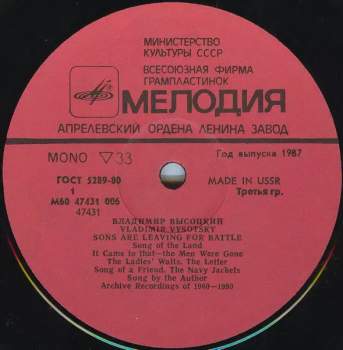 МИНИСТЕРСТВО
КУЛЬТУРЫ СССР
ВСЕСОЮЗНАЯ ФИРМА
ГРАМПЛАСТИНОК
МЕЛОДИЯ
АПРЕЛЕВСКИЙ ОРДЕНА ЛЕНИНА ЗАВОД
MONO ▽33
Год выпуска 1987
ГОСТ 5289-80
MADE IN USSR
1
Третья гр.
М60 47431 006
47431
ВЛАДИМИР ВЫСОЦКИЙ
VLADIMIR VYSOTSKY
SONS ARE LEAVING FOR BATTLE
Song of the Land
It Came to that—the Men Were Gone
The Ladies' Waltz. The Letter
Song of a Friend. The Navy Jackets
Song by the Author
Archive Recordings of 1960—1980